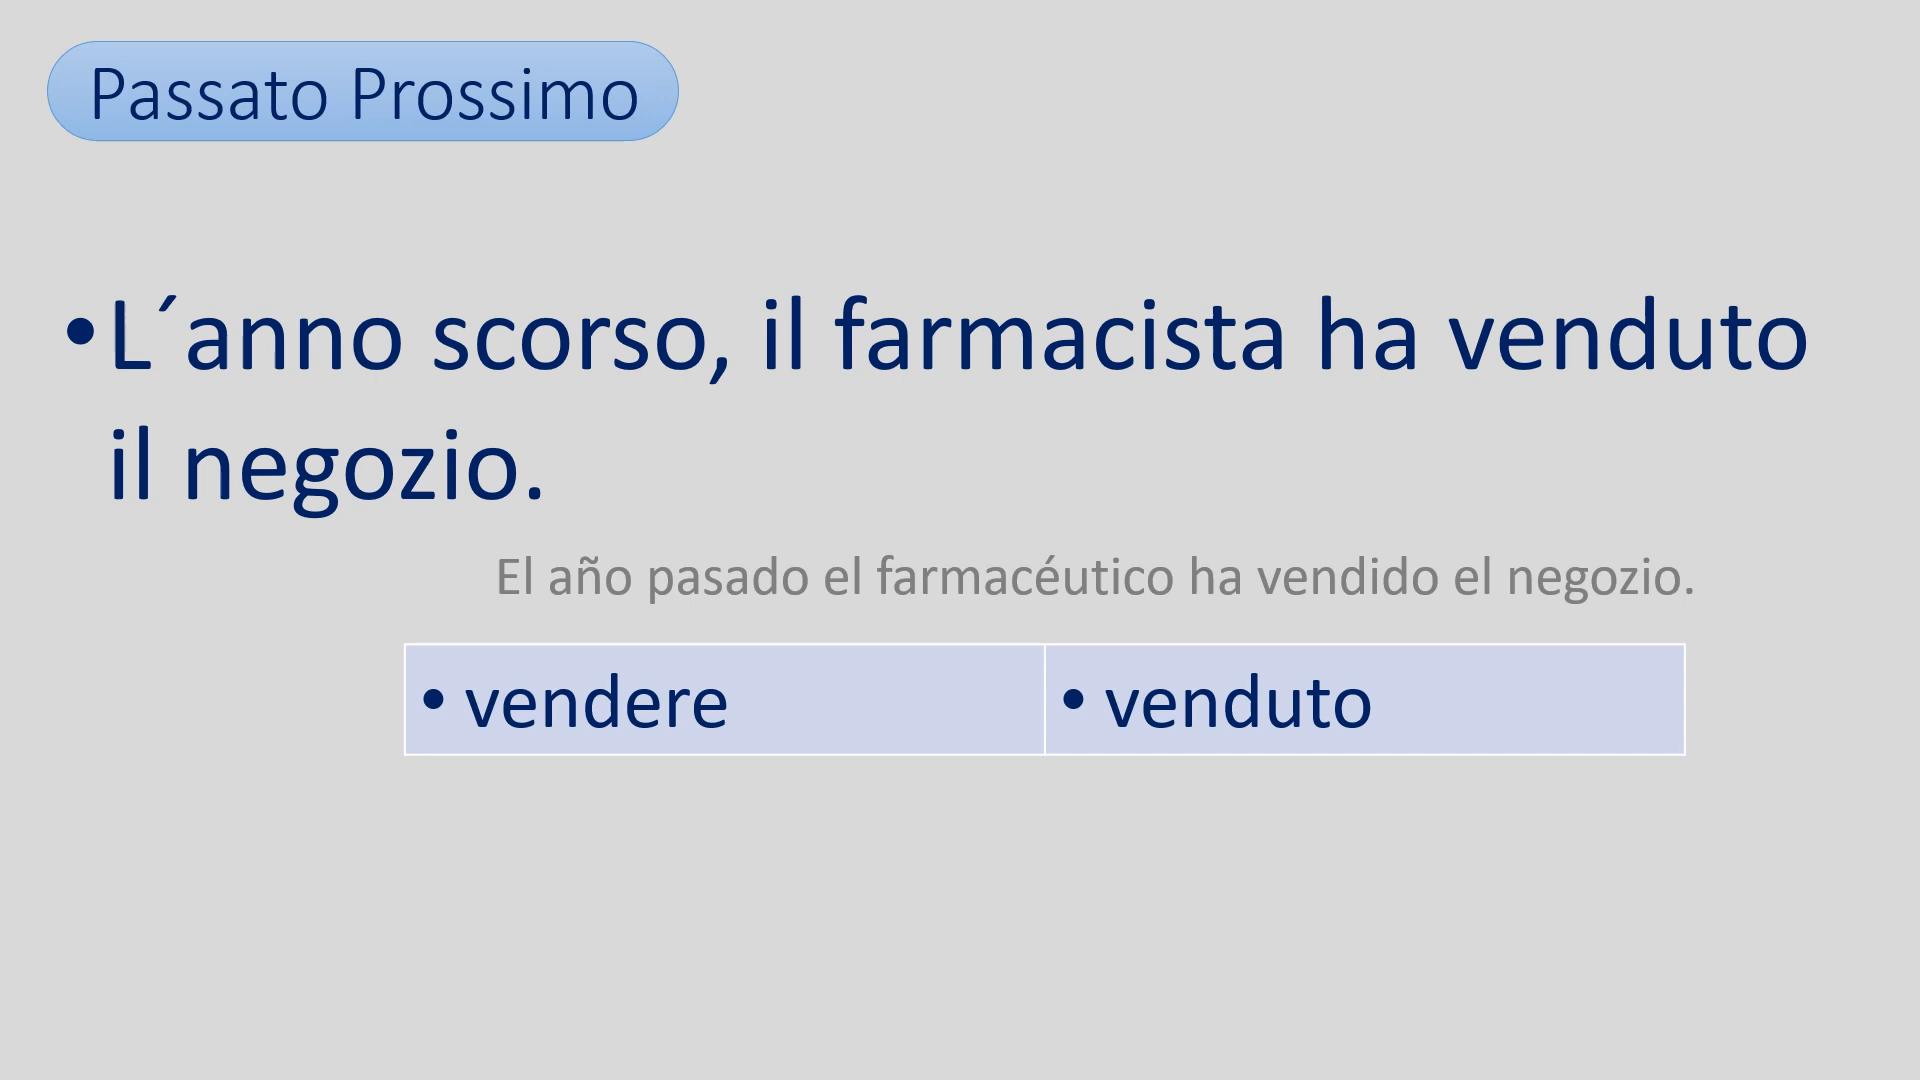 Passato Prossimo
•L´anno scorso, il farmacista ha venduto
il negozio.
El año pasado el farmacéutico ha vendido el negozio.
• vendere • venduto